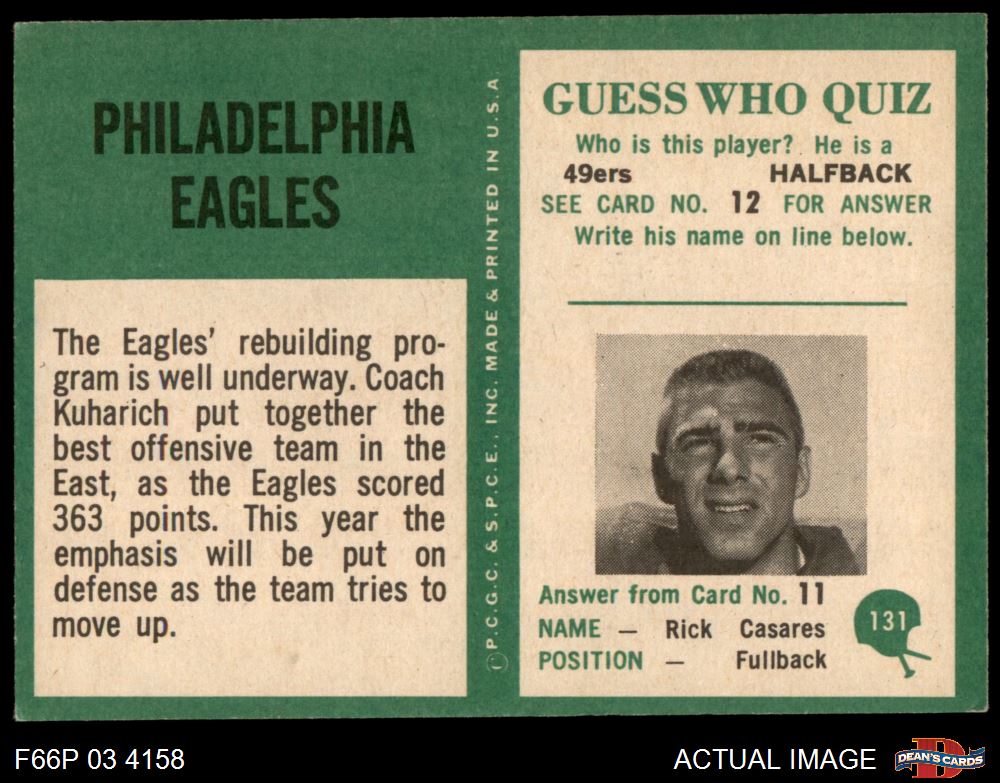 PHILADELPHIA
EAGLES
The Eagles' rebuilding pro-
gram is well underway. Coach
Kuharich put together the
best offensive team in the
East, as the Eagles scored
363 points. This year the
emphasis will be put on
defense as the team tries to
move up.
©P.C.G.C. & S.P.C.E., INC. MADE & PRINTED IN U.S.A.
GUESS WHO QUIZ
Who is this player? He is a
49ers HALFBACK
SEE CARD NO. 12 FOR ANSWER
Write his name on line below.
Answer from Card No. 11
NAME — Rick Casares
POSITION — Fullback
131
F66P 03 4158
ACTUAL IMAGE
D
DEAN'S CARDS